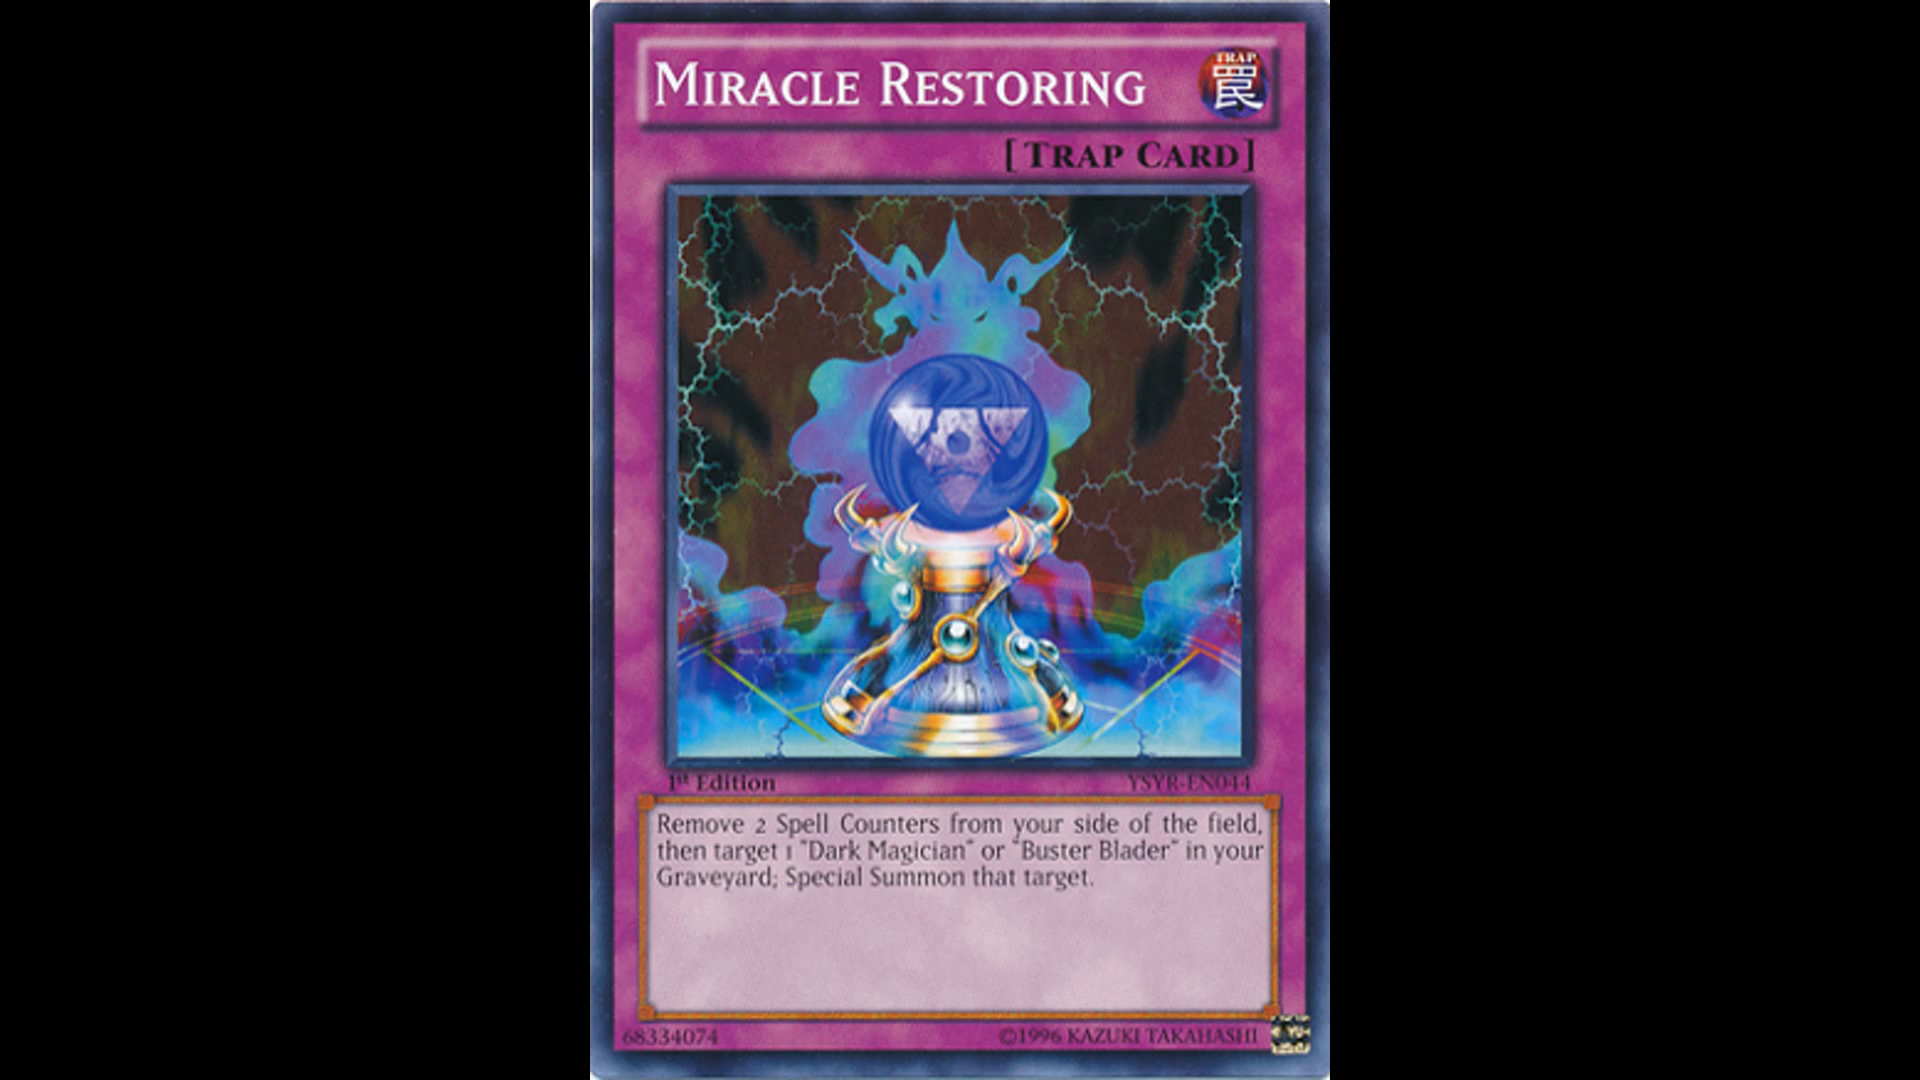 MIRACLE RESTORING
TRAP
罠
[TRAP CARD]
1st Edition
YSYR-EN044
Remove 2 Spell Counters from your side of the field,
then target 1 "Dark Magician" or "Buster Blader" in your
Graveyard; Special Summon that target.
68334074
©1996 KAZUKI TAKAHASHI